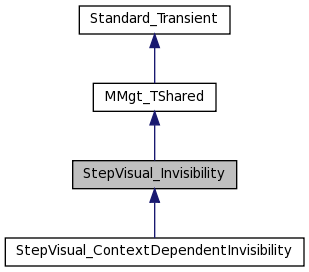 Standard_Transient
MMgt_TShared
StepVisual_Invisibility
StepVisual_ContextDependentInvisibility